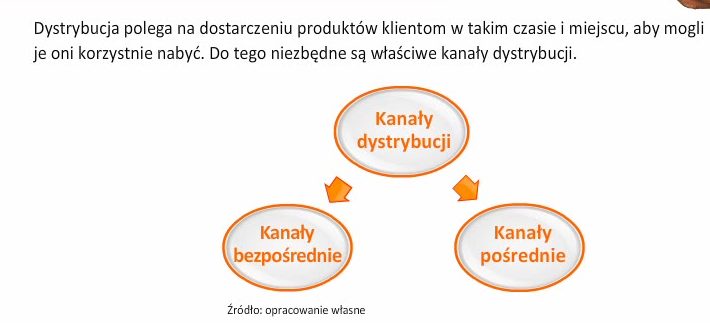 Dystrybucja polega na dostarczeniu produktów klientom w takim czasie i miejscu, aby mogli
je oni korzystnie nabyć. Do tego niezbędne są właściwe kanały dystrybucji.
Kanały
dystrybucji
Kanały
bezpośrednie
Kanały
pośrednie
Źródło: opracowanie własne